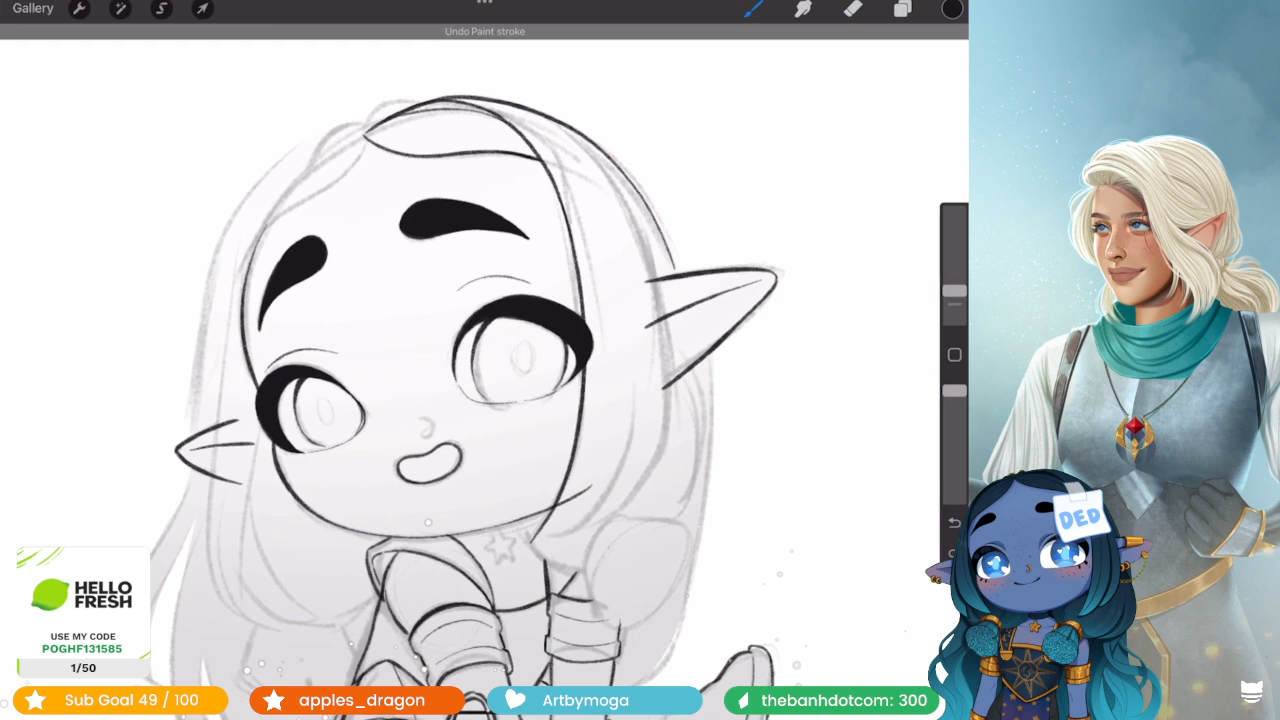 Gallery
Undo Paint stroke
DED
HELLO
FRESH
USE MY CODE
POGHF131585
1/50
Sub Goal 49 / 100
apples_dragon
Artbymoga
thebanhdotcom: 300